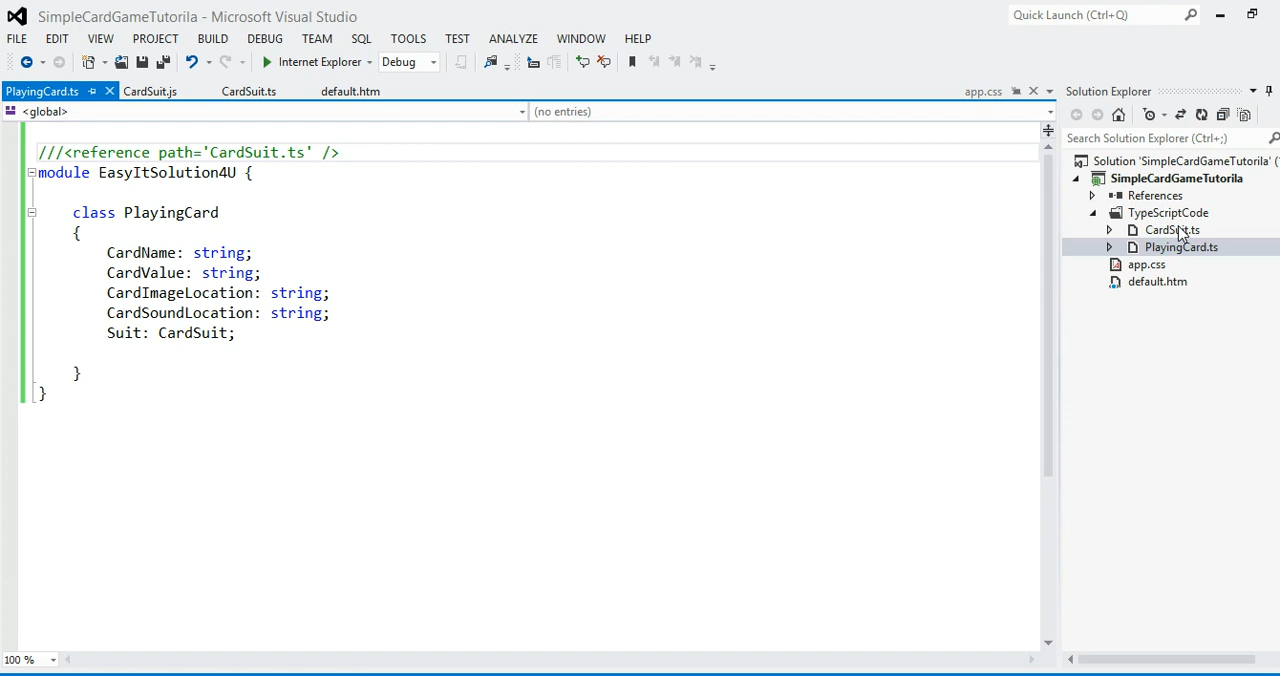 SimpleCardGameTutorila - Microsoft Visual Studio
Quick Launch (Ctrl+Q)
FILE EDIT VIEW PROJECT BUILD DEBUG TEAM SQL TOOLS TEST ANALYZE WINDOW HELP
Internet Explorer Debug
PlayingCard.ts CardSuit.js CardSuit.ts default.htm app.css
<global> (no entries)
///<reference path='CardSuit.ts' />
module EasyItSolution4U {
class PlayingCard
{
CardName: string;
CardValue: string;
CardImageLocation: string;
CardSoundLocation: string;
Suit: CardSuit;
}
}
100 %
Solution Explorer
Search Solution Explorer (Ctrl+;)
Solution 'SimpleCardGameTutorila' (
SimpleCardGameTutorila
References
TypeScriptCode
CardSuit.ts
PlayingCard.ts
app.css
default.htm